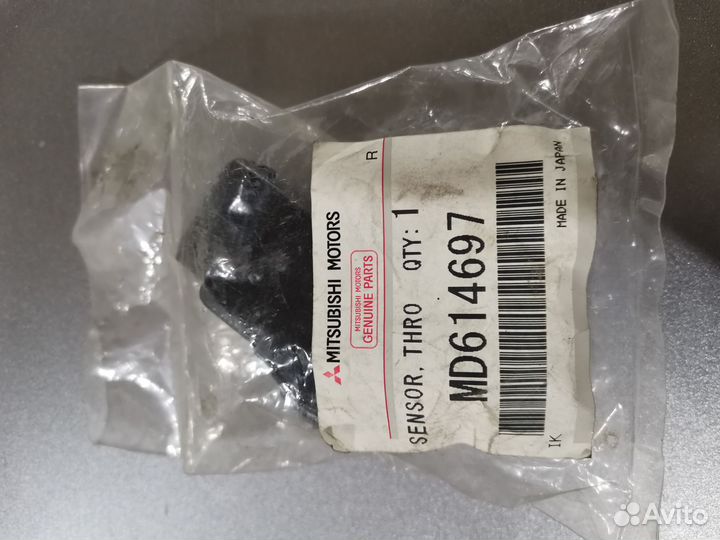 MITSUBISHI MOTORS
R
MITSUBISHI MOTORS
GENUINE PARTS
SENSOR, THRO QTY: 1
MD614697
IK
MADE IN JAPAN
Avito